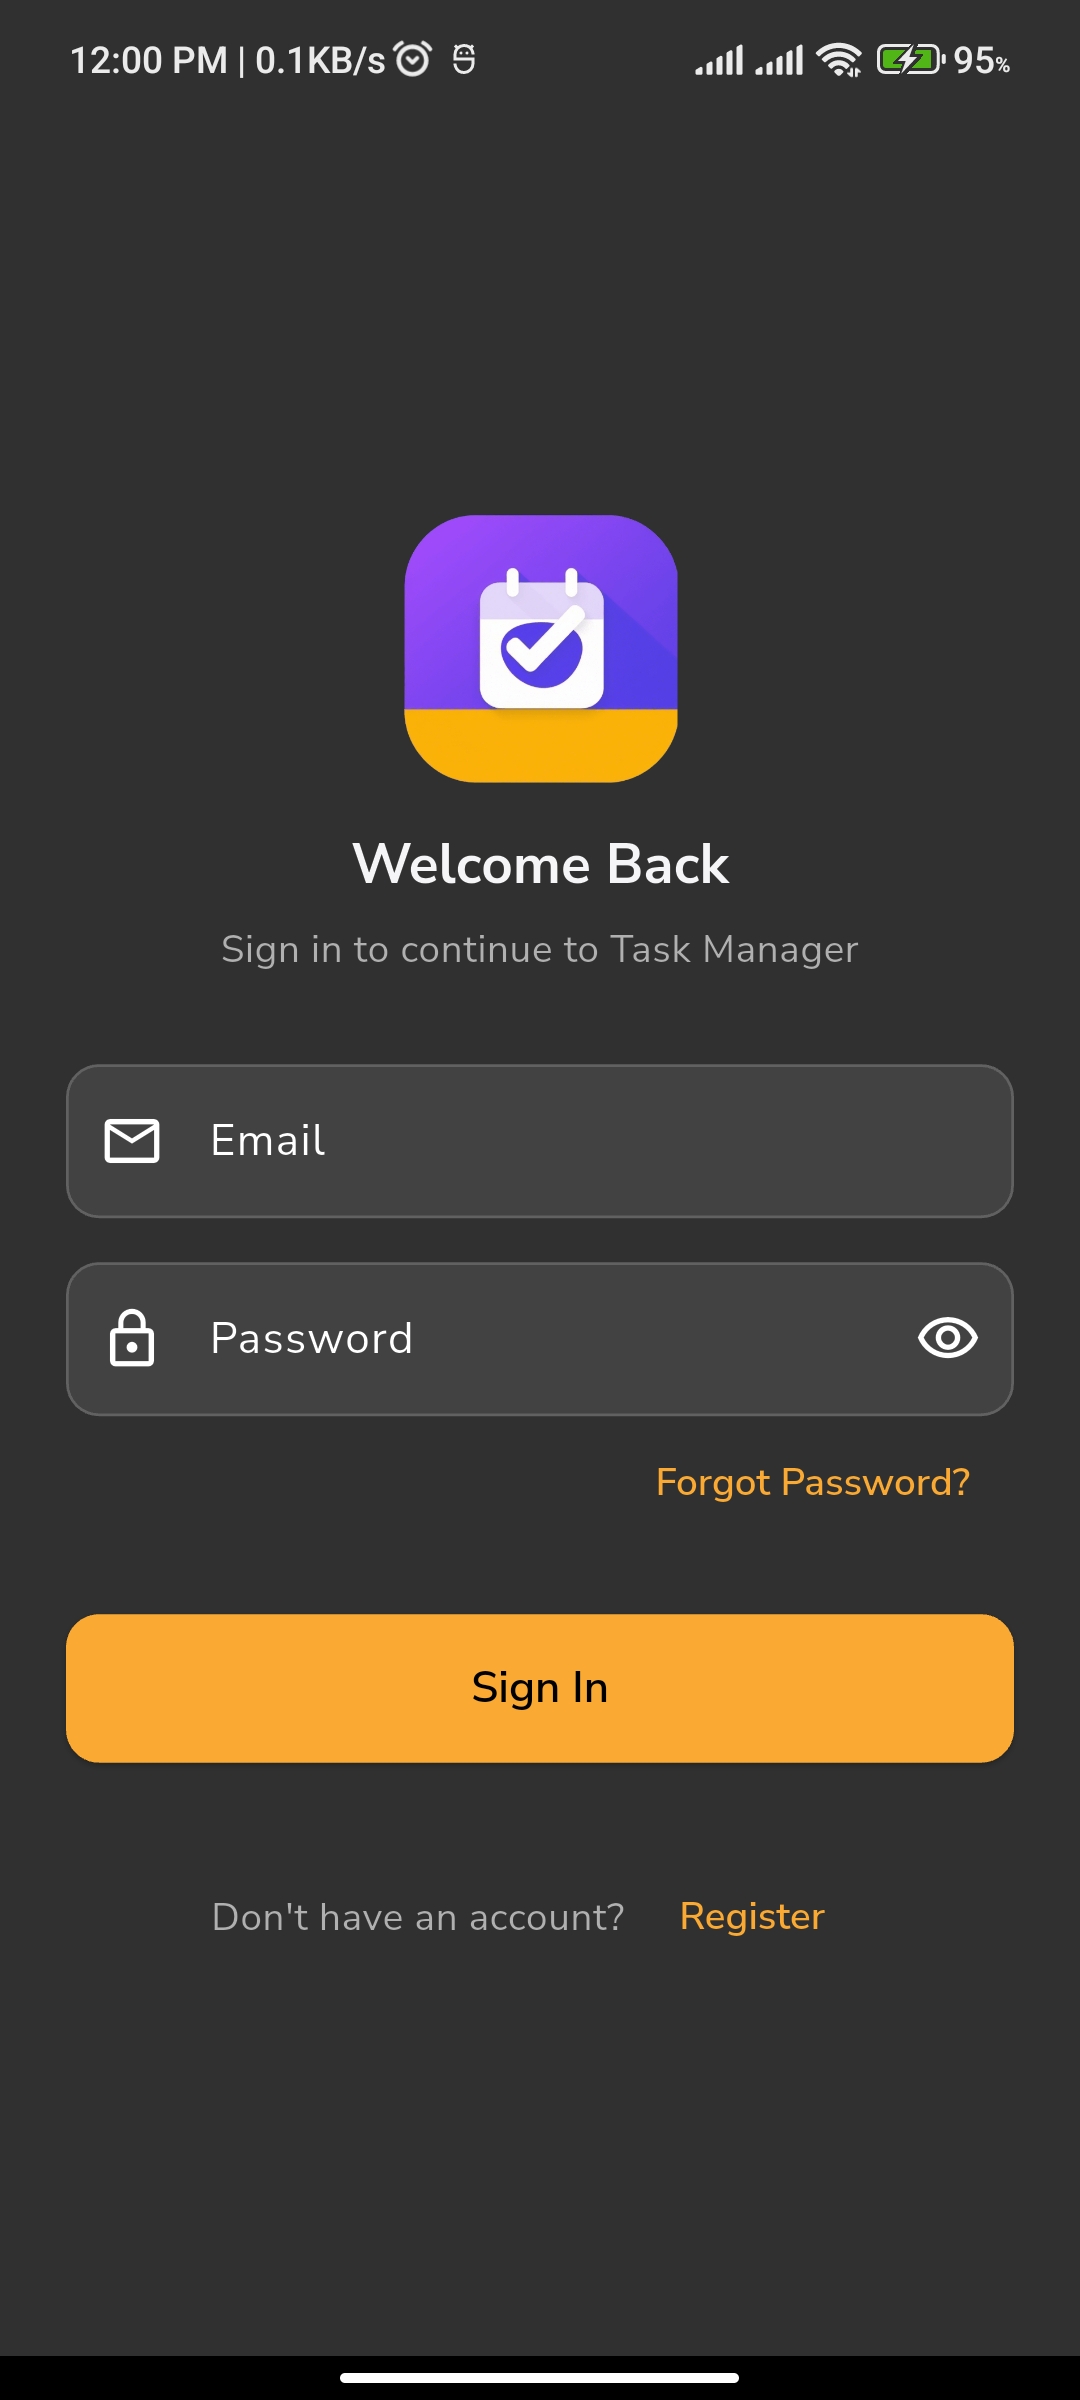 12:00 PM | 0.1KB/s 95%
Welcome Back
Sign in to continue to Task Manager
Email
Password
Forgot Password?
Sign In
Don't have an account? Register